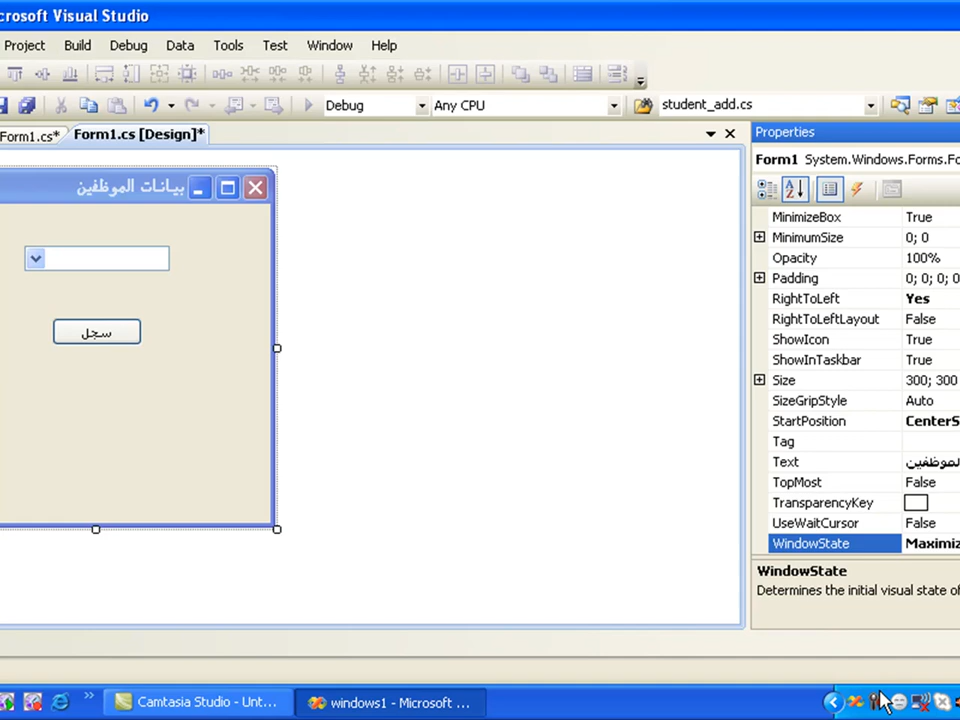 crosoft Visual Studio
Project Build Debug Data Tools Test Window Help
Debug Any CPU student_add.cs
Form1.cs* Form1.cs [Design]*
Properties
Form1 System.Windows.Forms.Fo
بيانات الموظفين
سجل
MinimizeBox True
MinimumSize 0; 0
Opacity 100%
Padding 0; 0; 0; 0
RightToLeft Yes
RightToLeftLayout False
ShowIcon True
ShowInTaskbar True
Size 300; 300
SizeGripStyle Auto
StartPosition CenterS
Tag
Text لموظفين
TopMost False
TransparencyKey
UseWaitCursor False
WindowState Maximiz
WindowState
Determines the initial visual state of
Camtasia Studio - Unt...
windows1 - Microsoft ...